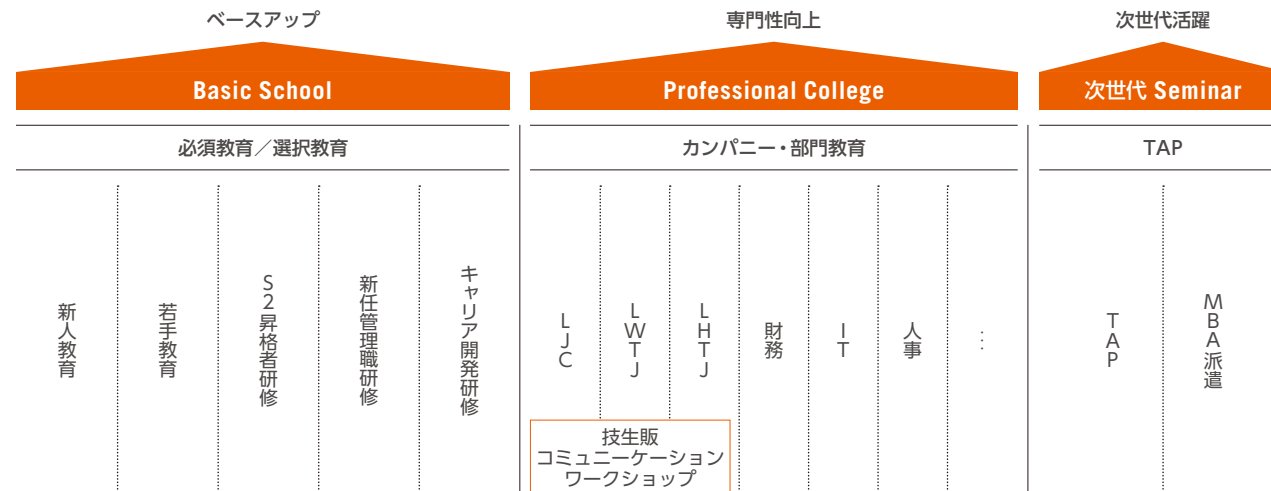 ベースアップ
専門性向上
次世代活躍
Basic School
Professional College
次世代 Seminar
必須教育／選択教育
カンパニー・部門教育
TAP
新人教育
若手教育
S2昇格者研修
新任管理職研修
キャリア開発研修
LJC
LWTJ
LHTJ
財務
IT
人事
…
TAP
MBA派遣
技生販
コミュニーケーション
ワークショップ